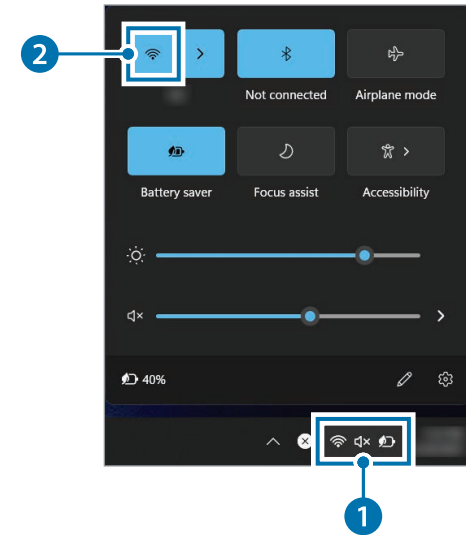 2
Not connected Airplane mode
Battery saver Focus assist Accessibility
40%
1